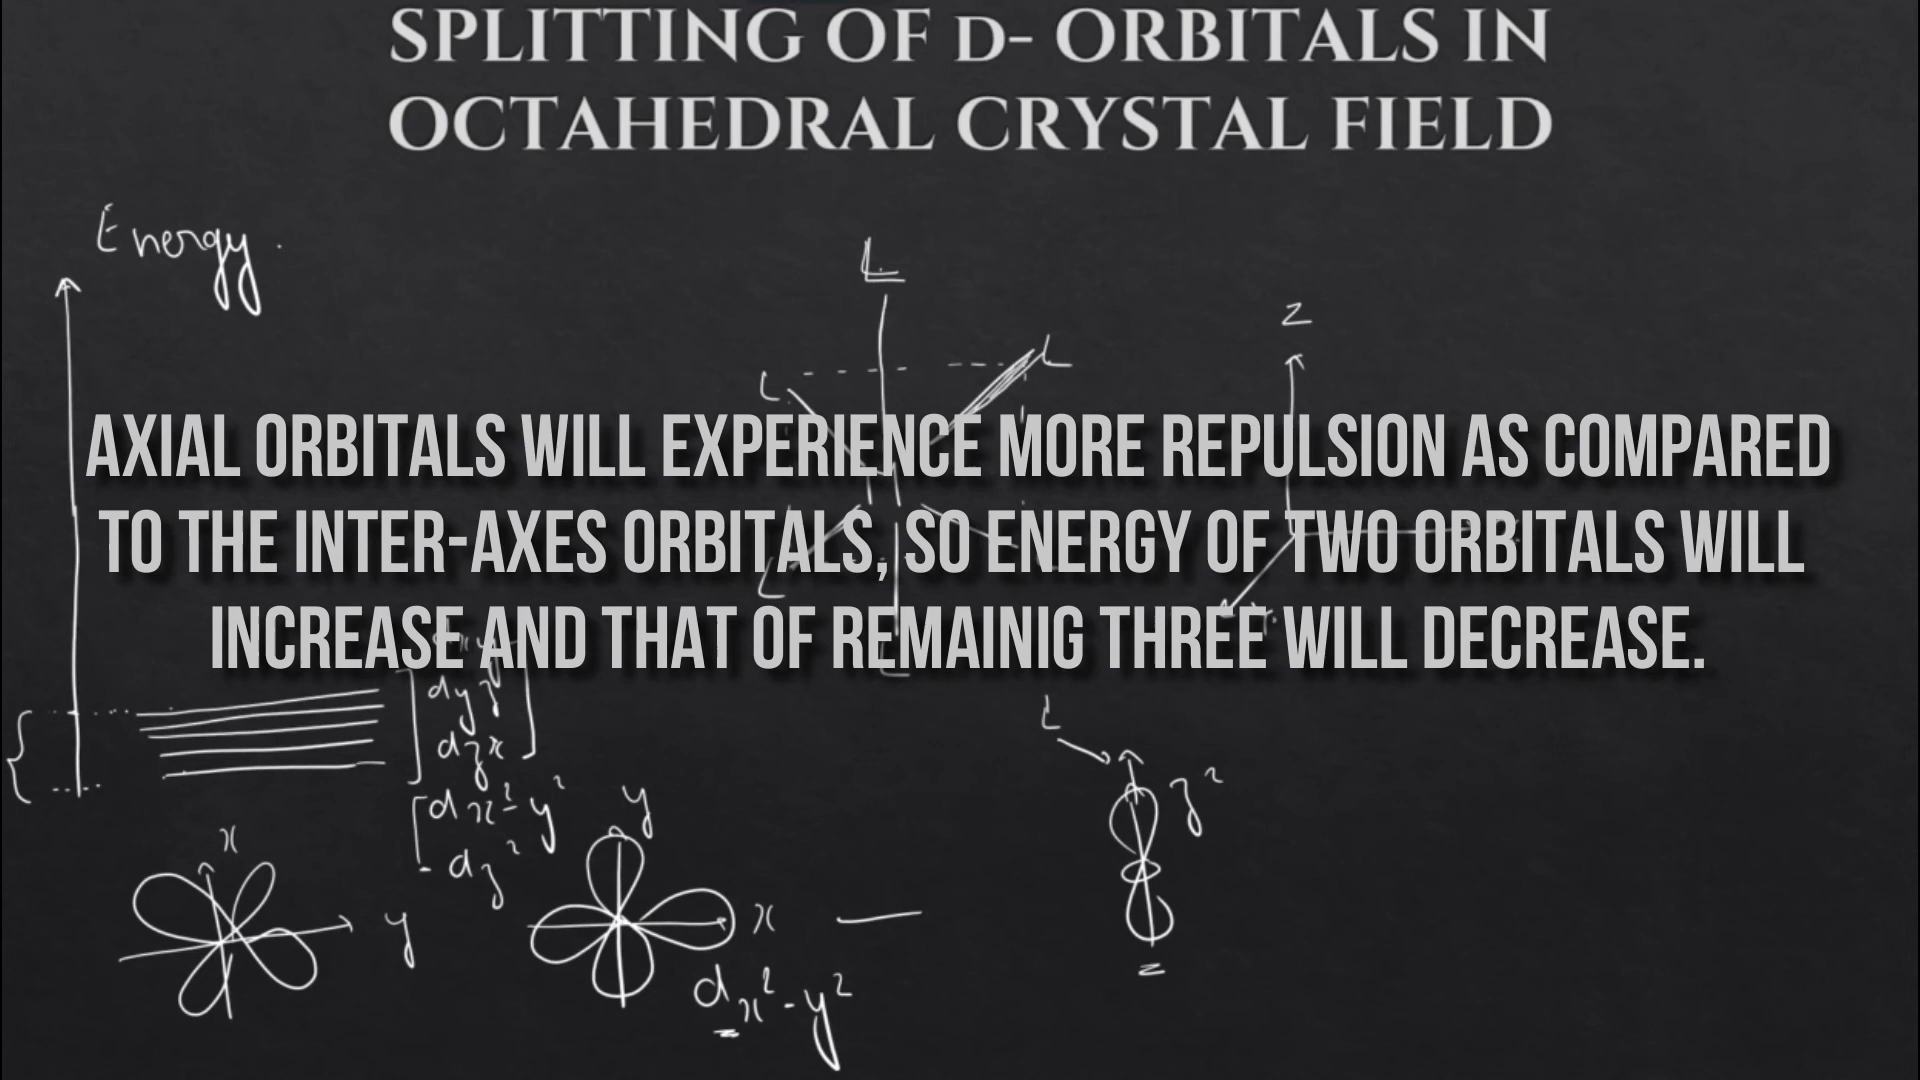 SPLITTING OF D- ORBITALS IN
OCTAHEDRAL CRYSTAL FIELD
Energy.
L
Z
L
L
AXIAL ORBITALS WILL EXPERIENCE MORE REPULSION AS COMPARED
TO THE INTER-AXES ORBITALS, SO ENERGY OF TWO ORBITALS WILL
L
INCREASE AND THAT OF REMAINIG THREE WILL DECREASE.
dyz
dzx
dx²-y²
dz²
L
z²
x
y
y
x
dx²-y²
z